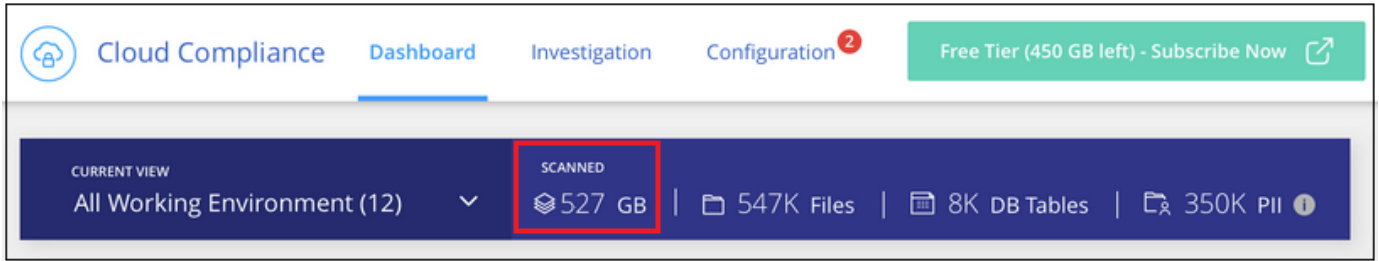 Cloud Compliance Dashboard Investigation Configuration 2 Free Tier (450 GB left) - Subscribe Now
CURRENT VIEW SCANNED
All Working Environment (12) 527 GB | 547K Files | 8K DB Tables | 350K PII i